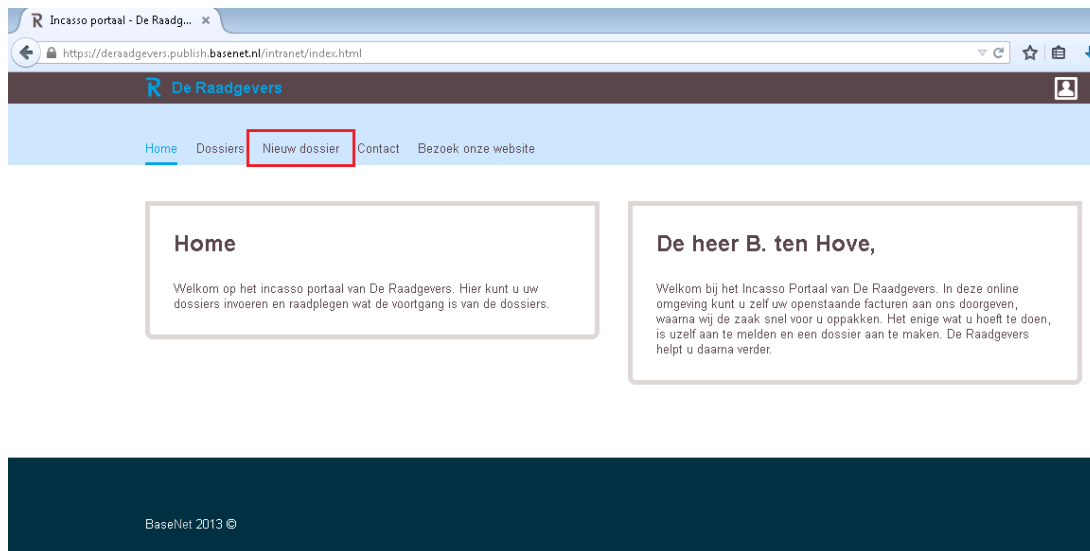 R Incasso portaal - De Raadg... ×
https://deraadgevers.publish.basenet.nl/intranet/index.html
R De Raadgevers
Home Dossiers Nieuw dossier Contact Bezoek onze website
Home
Welkom op het incasso portaal van De Raadgevers. Hier kunt u uw
dossiers invoeren en raadplegen wat de voortgang is van de dossiers.
De heer B. ten Hove,
Welkom bij het Incasso Portaal van De Raadgevers. In deze online
omgeving kunt u zelf uw openstaande facturen aan ons doorgeven,
waarna wij de zaak snel voor u oppakken. Het enige wat u hoeft te doen,
is uzelf aan te melden en een dossier aan te maken. De Raadgevers
helpt u daarna verder.
BaseNet 2013 ©